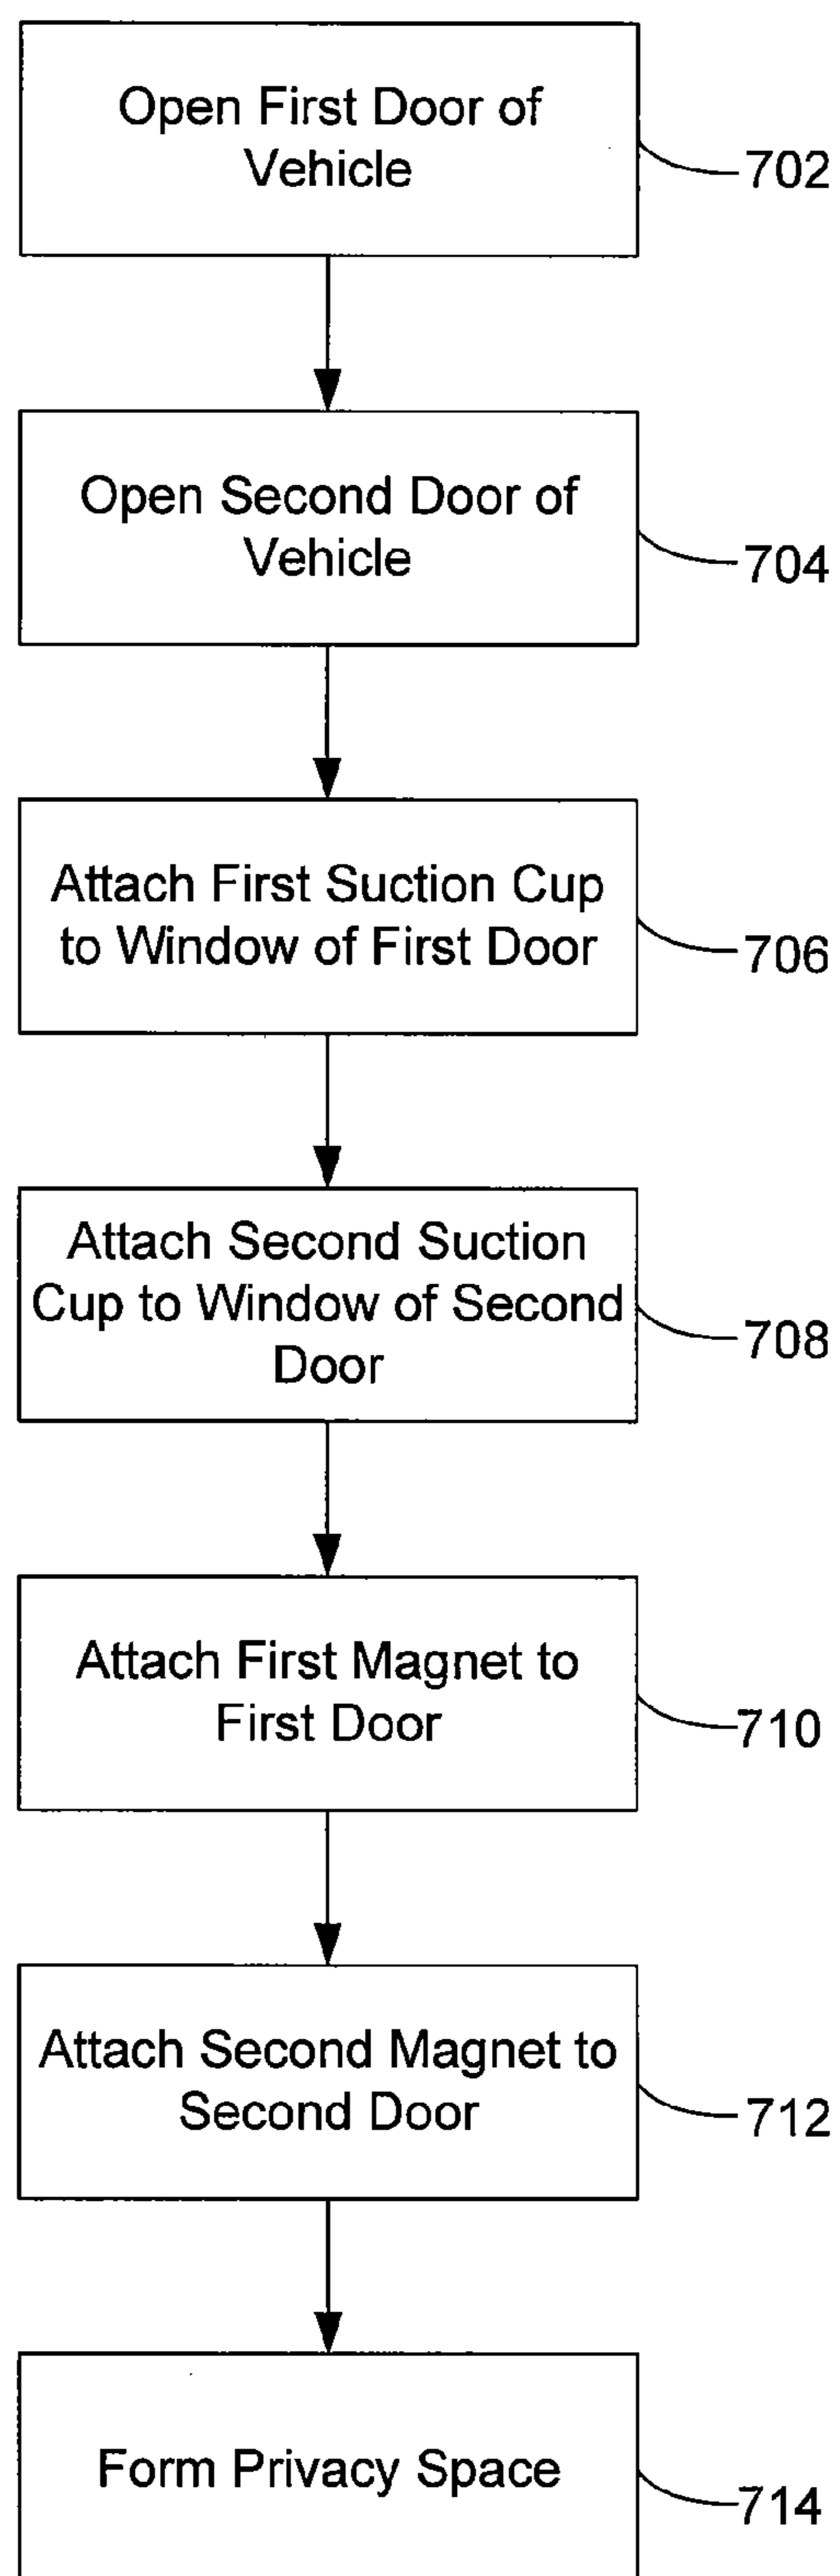 Open First Door of
Vehicle
702
Open Second Door of
Vehicle
704
Attach First Suction Cup
to Window of First Door
706
Attach Second Suction
Cup to Window of Second
Door
708
Attach First Magnet to
First Door
710
Attach Second Magnet to
Second Door
712
Form Privacy Space
714